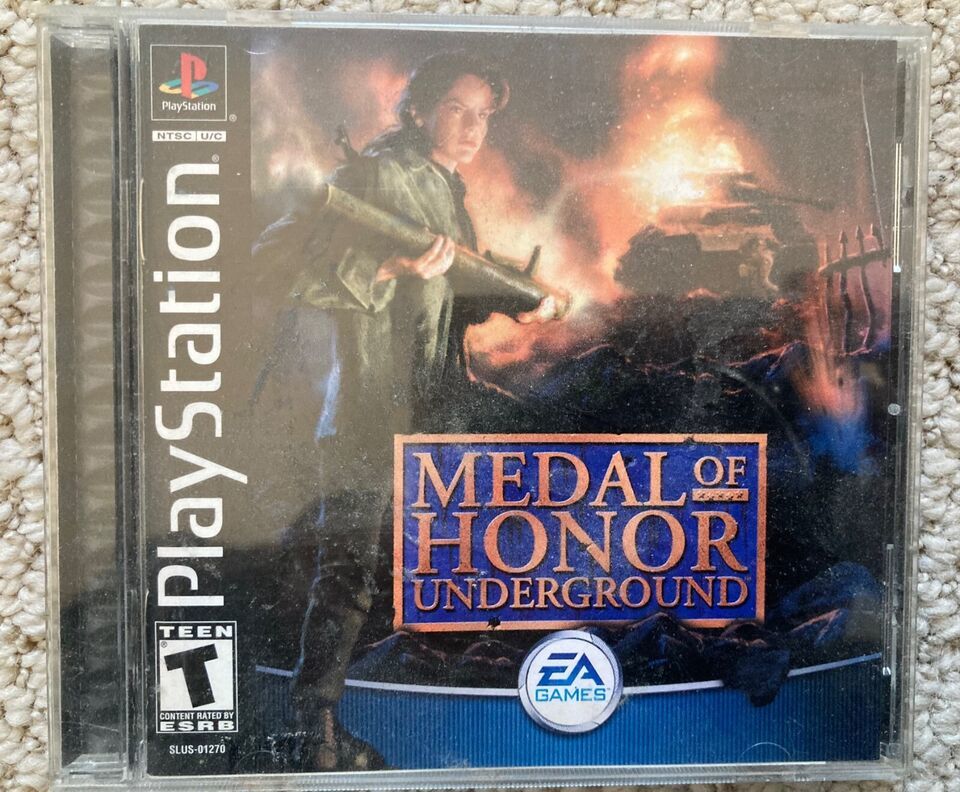 PlayStation
NTSC U/C
PlayStation
MEDAL OF
HONOR
UNDERGROUND
TEEN
T
CONTENT RATED BY
ESRB
SLUS-01270
EA
GAMES